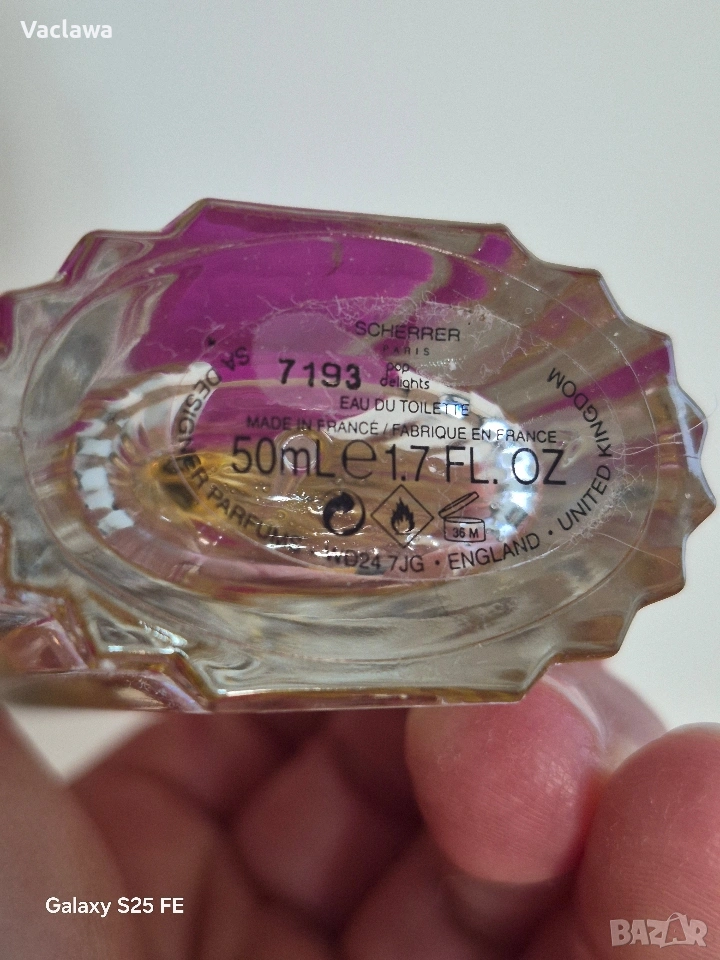 Vaclawa
SCHERRER
PARIS
7193 pop
delights
EAU DU TOILETTE
MADE IN FRANCE / FABRIQUE EN FRANCE
50mL e 1.7 FL. OZ
36 M
SA DESIGNER PARFUMS · WD24 7JG · ENGLAND · UNITED KINGDOM
Galaxy S25 FE
BAZAR